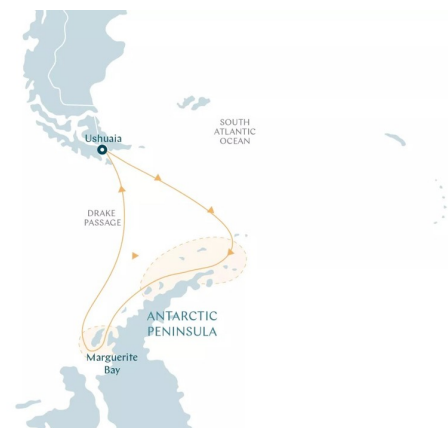 SOUTH
ATLANTIC
OCEAN
Ushuaia
DRAKE
PASSAGE
ANTARCTIC
PENINSULA
Marguerite
Bay